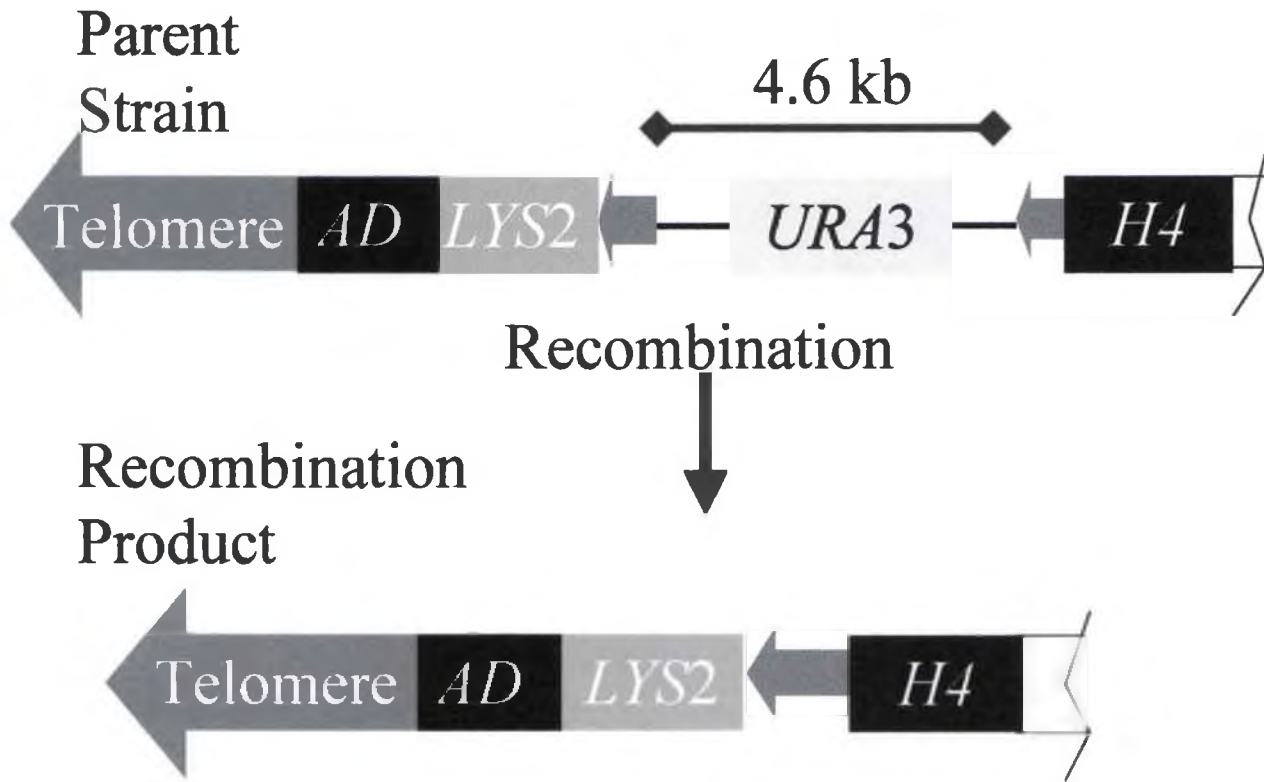 Parent
Strain
4.6 kb
Telomere AD LYS2 URA3 H4
Recombination
Recombination
Product
Telomere AD LYS2 H4